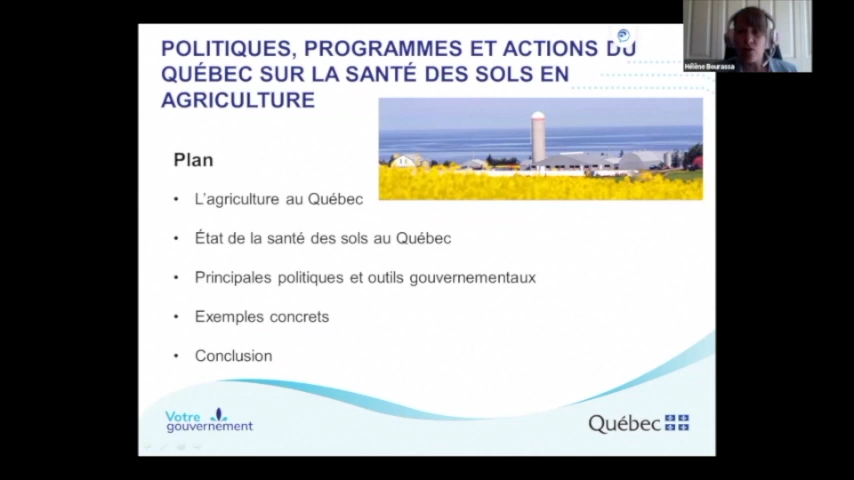 POLITIQUES, PROGRAMMES ET ACTIONS DU
QUÉBEC SUR LA SANTÉ DES SOLS EN
AGRICULTURE
Hélène Bourassa
Plan
• L'agriculture au Québec
• État de la santé des sols au Québec
• Principales politiques et outils gouvernementaux
• Exemples concrets
• Conclusion
Votre
gouvernement
Québec